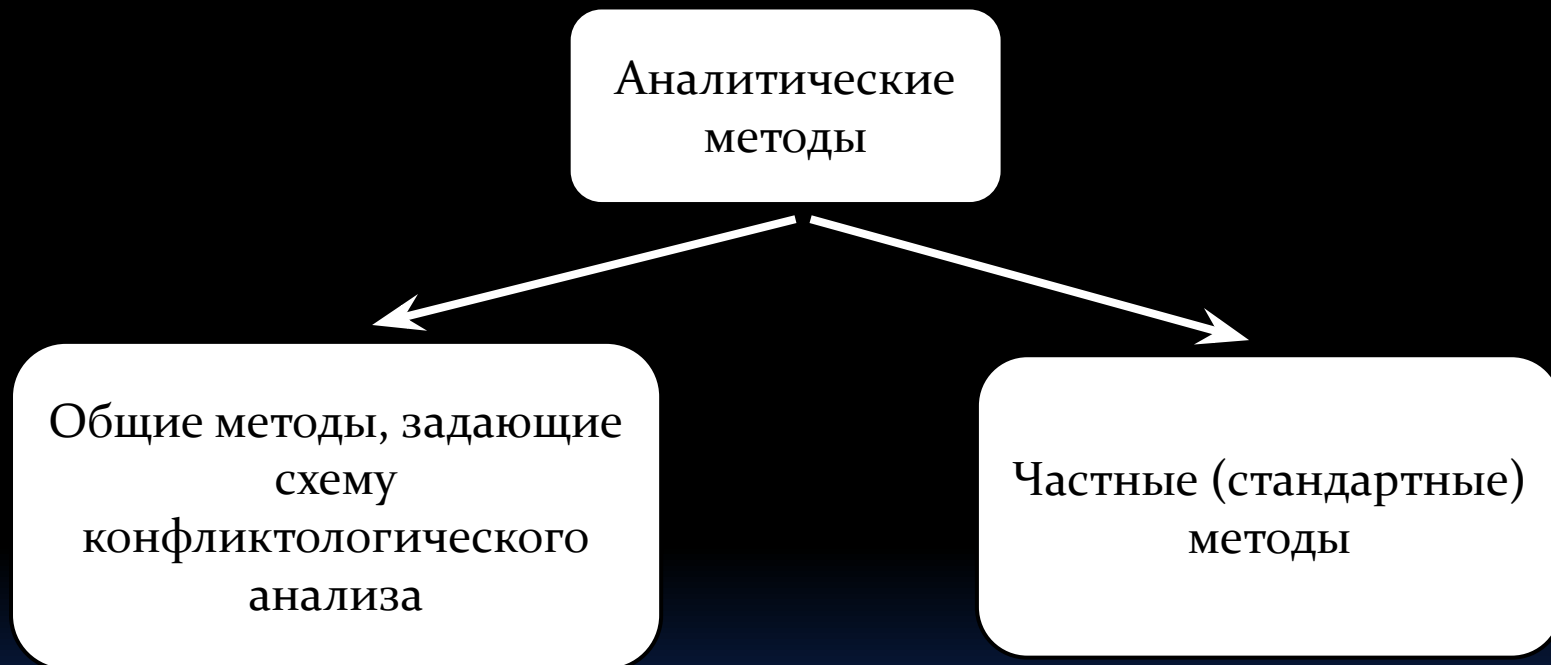 Аналитические
методы
Общие методы, задающие
схему
конфликтологического
анализа
Частные (стандартные)
методы